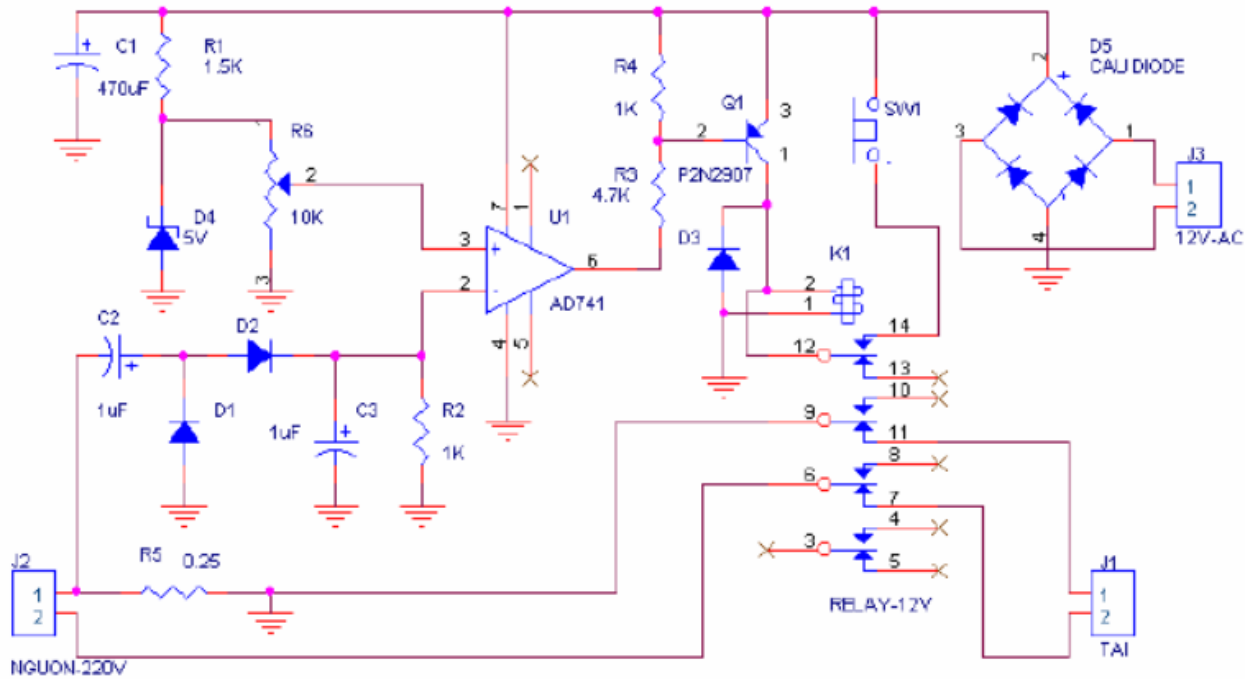 C1
470uF
R1
1.5K
R6
2
10K
3
D4
5V
R4
1K
R3
4.7K
Q1
3
2
1
P2N2907
SW1
D5
CAU DIODE
2
3
1
4
J3
1
2
12V-AC
7
1
U1
3
+
2
-
6
AD741
4
5
D3
K1
2
1
14
12
13
10
9
11
8
6
7
4
3
5
RELAY-12V
C2
1uF
D2
D1
C3
1uF
R2
1K
R5
0.25
J2
1
2
NGUON-220V
J1
1
2
TAI